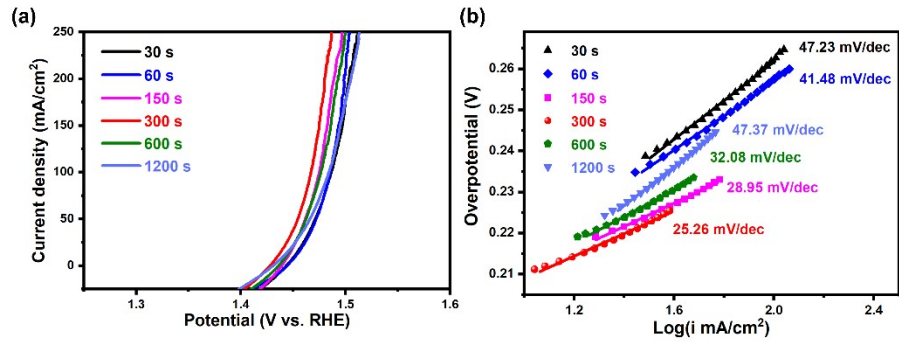 (a)
250
200
150
100
50
0
Current density (mA/cm²)
30 s
60 s
150 s
300 s
600 s
1200 s
1.3
1.4
1.5
1.6
Potential (V vs. RHE)
(b)
0.26
0.25
0.24
0.23
0.22
0.21
Overpotential (V)
30 s
60 s
150 s
300 s
600 s
1200 s
47.23 mV/dec
41.48 mV/dec
47.37 mV/dec
32.08 mV/dec
28.95 mV/dec
25.26 mV/dec
1.2
1.6
2.0
2.4
Log(i mA/cm²)